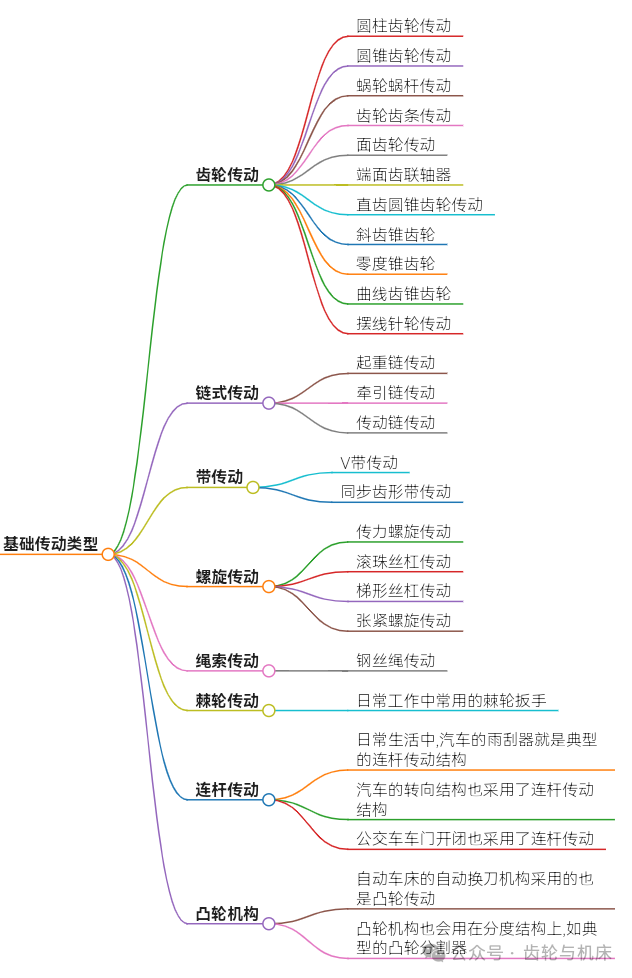 基础传动类型
齿轮传动
圆柱齿轮传动
圆锥齿轮传动
蜗轮蜗杆传动
齿轮齿条传动
面齿轮传动
端面齿联轴器
直齿圆锥齿轮传动
斜齿锥齿轮
零度锥齿轮
曲线齿锥齿轮
摆线针轮传动
链式传动
起重链传动
牵引链传动
传动链传动
带传动
V带传动
同步齿形带传动
螺旋传动
传力螺旋传动
滚珠丝杠传动
梯形丝杠传动
张紧螺旋传动
绳索传动
钢丝绳传动
棘轮传动
日常工作中常用的棘轮扳手
连杆传动
日常生活中,汽车的雨刮器就是典型
的连杆传动结构
汽车的转向结构也采用了连杆传动
结构
公交车车门开闭也采用了连杆传动
凸轮机构
自动车床的自动换刀机构采用的也
是凸轮传动
凸轮机构也会用在分度结构上,如典
型的凸轮分割器
公众号 · 齿轮与机床